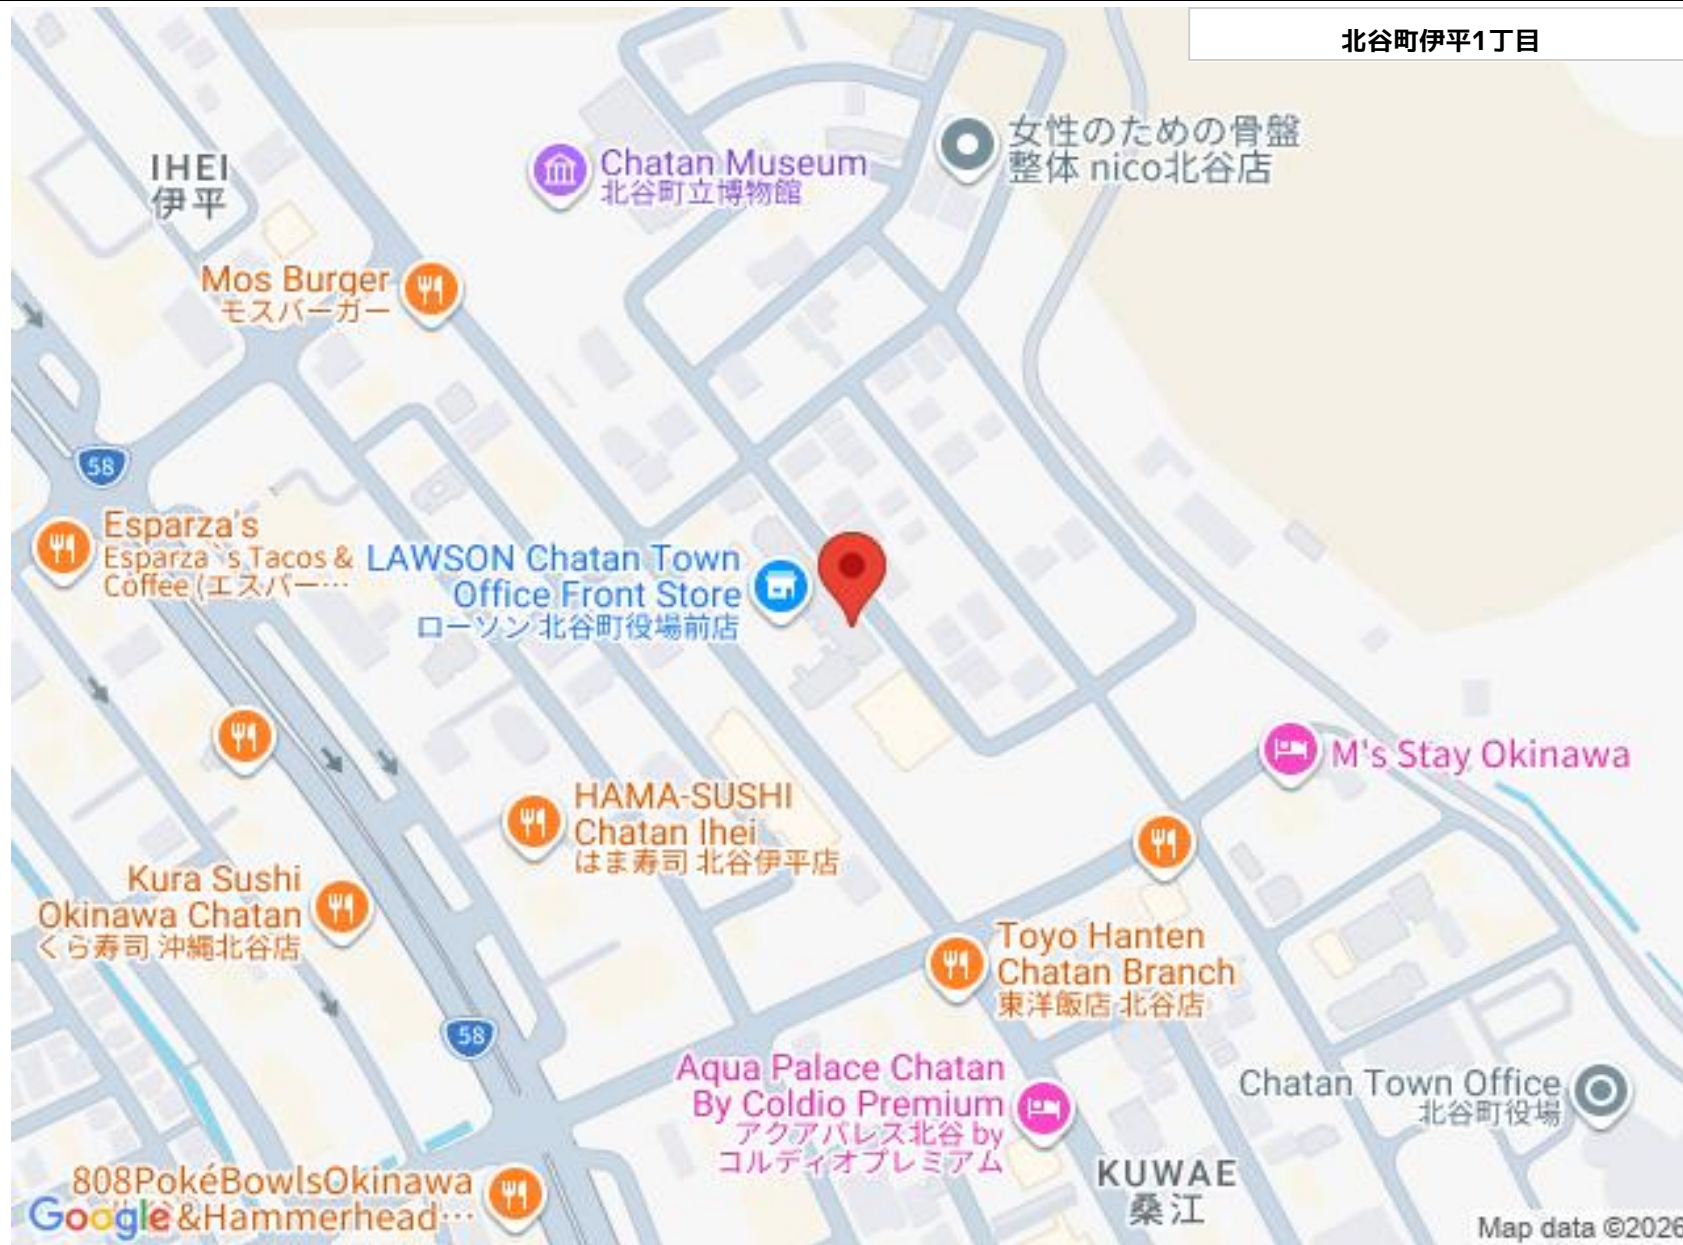 北谷町伊平1丁目
女性のための骨盤
整体 nico北谷店
Chatan Museum
北谷町立博物館
IHEI
伊平
Mos Burger
モスバーガー
58
Esparza's
Esparza`s Tacos &
Coffee (エスパー…
LAWSON Chatan Town
Office Front Store
ローソン 北谷町役場前店
M's Stay Okinawa
HAMA-SUSHI
Chatan Ihei
はま寿司 北谷伊平店
Kura Sushi
Okinawa Chatan
くら寿司 沖縄北谷店
Toyo Hanten
Chatan Branch
東洋飯店 北谷店
58
Aqua Palace Chatan
By Coldio Premium
アクアパレス北谷 by
コルディオプレミアム
Chatan Town Office
北谷町役場
KUWAE
桑江
808PokéBowlsOkinawa
&Hammerhead…
Google
Map data ©2026